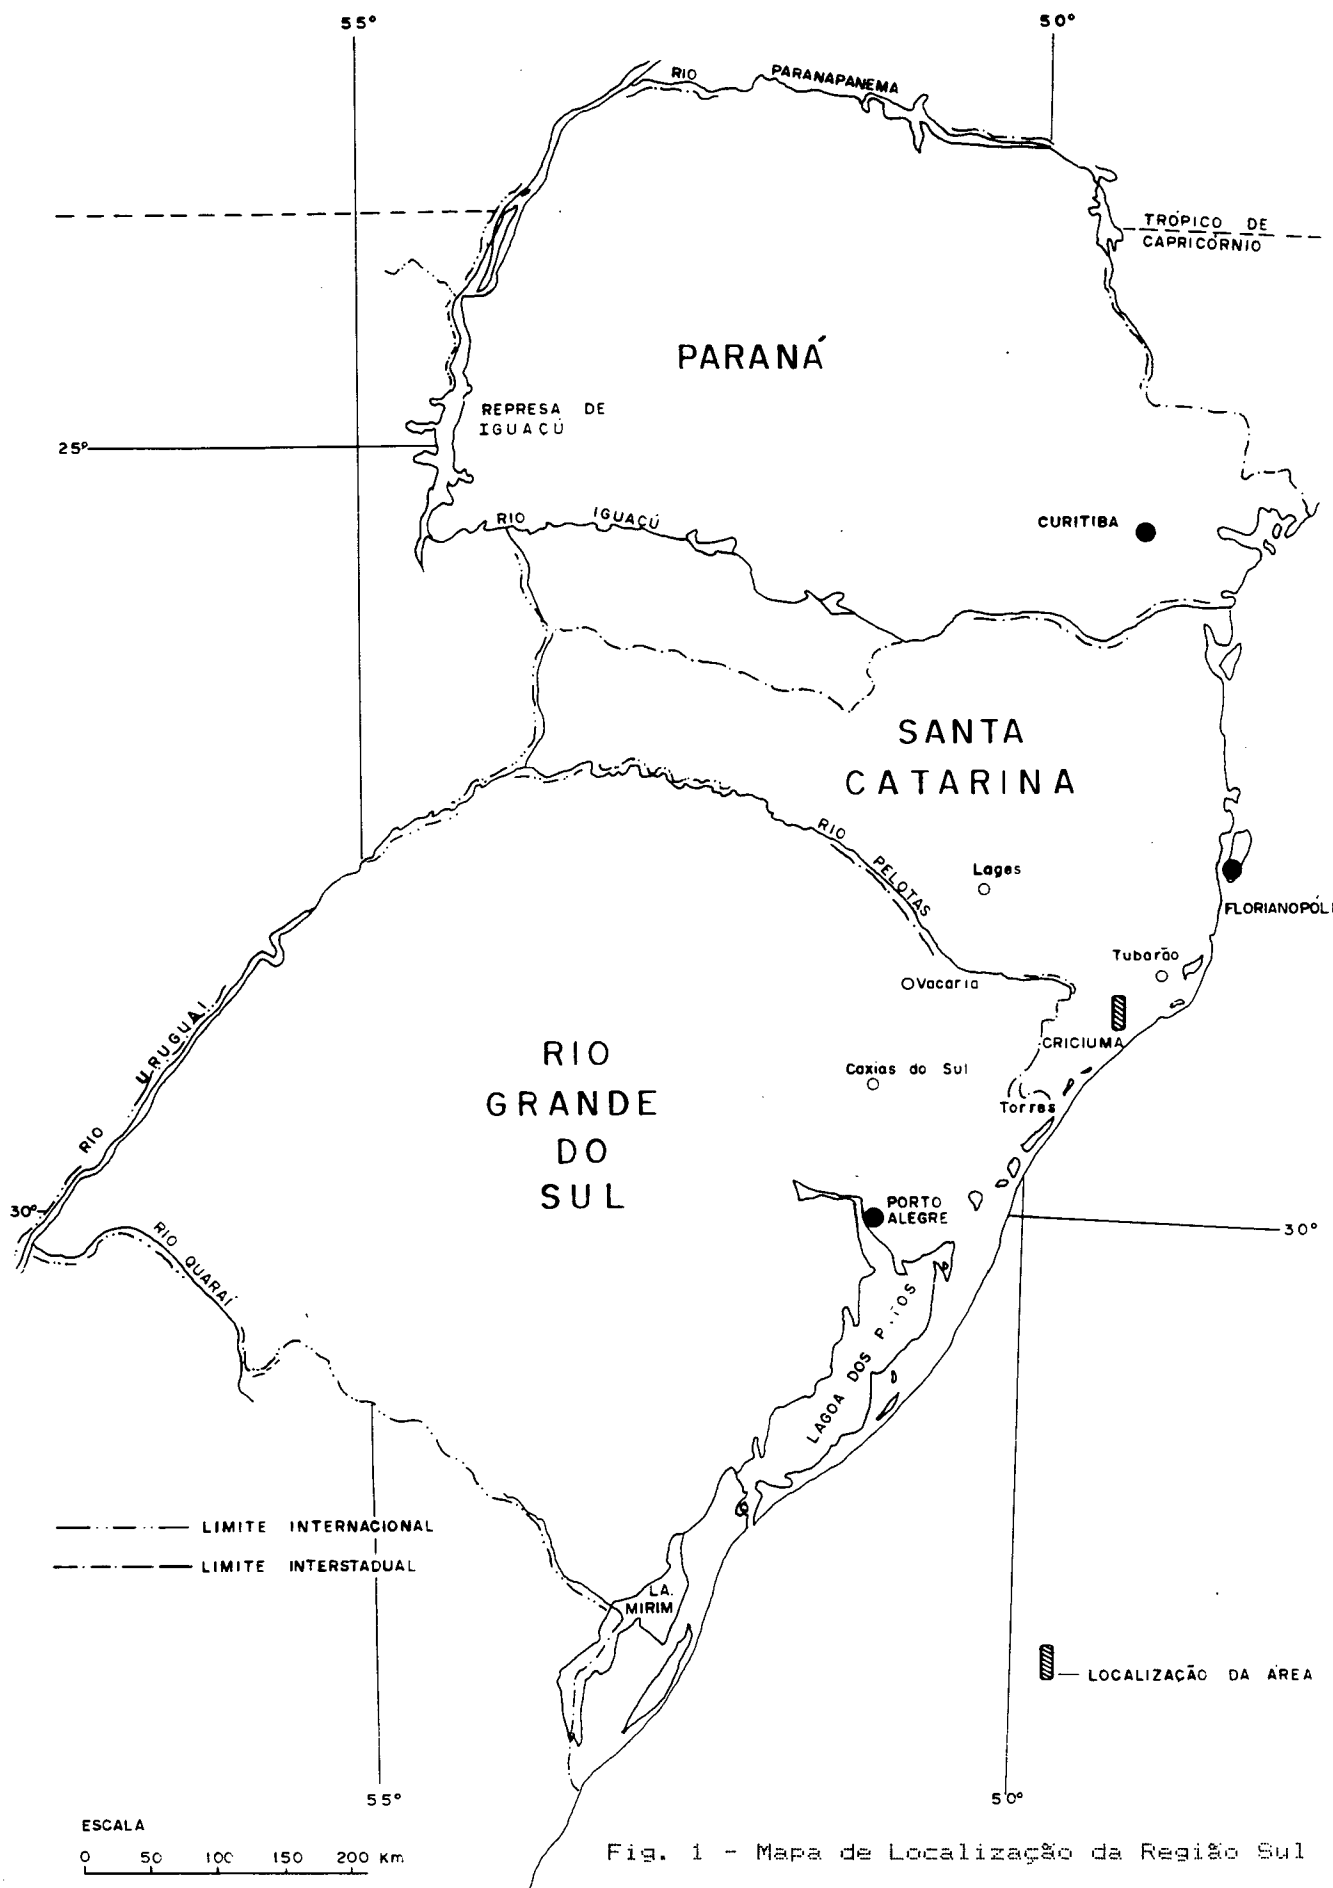 55°
50°
RIO PARANAPANEMA
TRÓPICO DE
CAPRICÓRNIO
PARANÁ
REPRESA DE
IGUAÇÚ
25°
RIO IGUAÇÚ
CURITIBA
SANTA
CATARINA
RIO PELOTAS
Lages
FLORIANOPÓLI
Tubarão
Vacaria
CRICIUMA
RIO URUGUAI
RIO
GRANDE
DO
SUL
Caxias do Sul
Torres
30°
PORTO
ALEGRE
30°
RIO QUARAÍ
LAGOA DOS
LIMITE INTERNACIONAL
LIMITE INTERSTADUAL
LA.
MIRIM
LOCALIZAÇÃO DA ÁREA
55°
50°
ESCALA
0 50 100 150 200 Km
Fig. 1 - Mapa de Localização da Região Sul